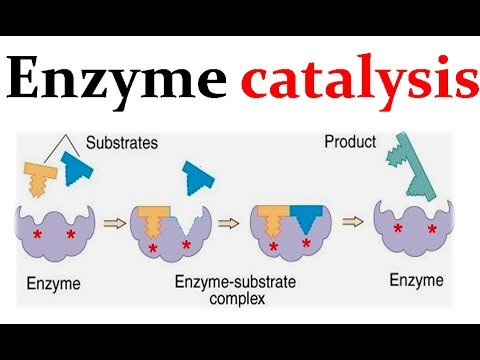 Enzyme catalysis
Substrates
Product
Enzyme
Enzyme-substrate
complex
Enzyme